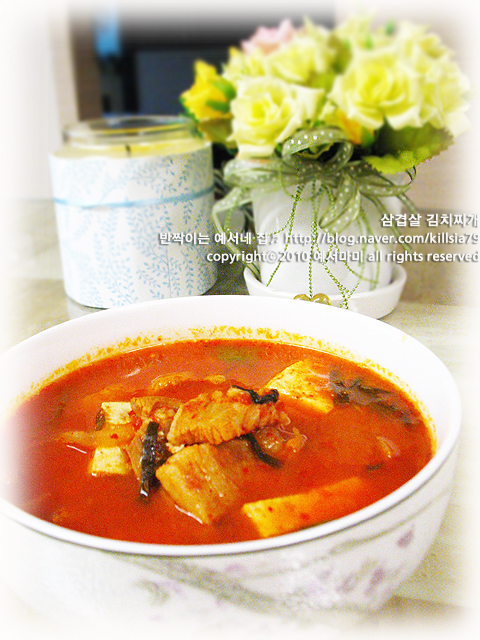 삼겹살 김치찌개
반짝이는 예서네 집♪ http://blog.naver.com/killsia79
copyright©2010 예서마미 all rights reserved